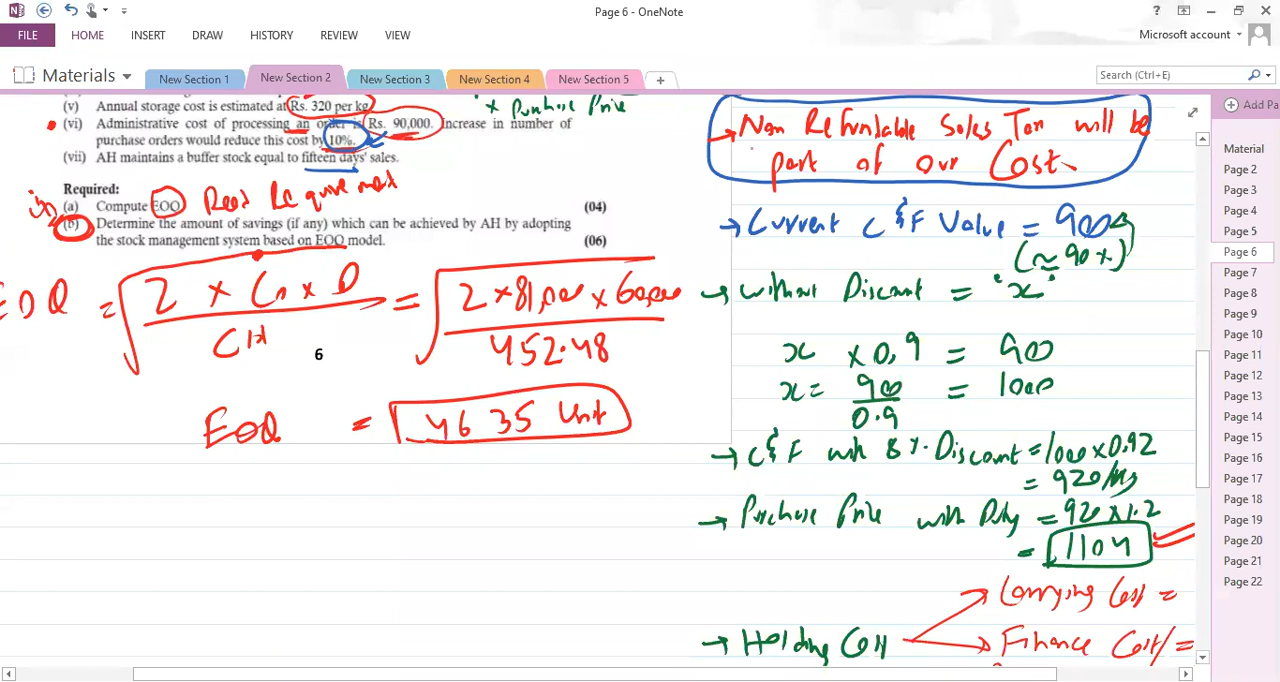 Page 6 - OneNote
FILE HOME INSERT DRAW HISTORY REVIEW VIEW
Microsoft account
Materials
New Section 1
New Section 2
New Section 3
New Section 4
New Section 5
Search (Ctrl+E)
(v) Annual storage cost is estimated at Rs. 320 per kg.
x Purchase Price
(vi) Administrative cost of processing an order is Rs. 90,000. Increase in number of
purchase orders would reduce this cost by 10%.
(vii) AH maintains a buffer stock equal to fifteen days' sales.
Required:
(a) Compute EOQ (04)
(b) Determine the amount of savings (if any) which can be achieved by AH by adopting
the stock management system based on EOQ model. (06)
EOQ = √ 2 x Co x D / CH = √ 2 x 81,000 x 60,000 / 452.48
6
EOQ = 4635 Unit
→ Non Refundable Sales Tax will be
part of our Cost.
→ Current C & F Value = 900
(≈ 90%)
→ without Discount = "x"
x x 0.9 = 900
x = 900 / 0.9 = 1000
→ C & F with 8% Discount = 1000 x 0.92
= 920/kg
→ Purchase Price with Duty = 920 x 1.2
= 1104
→ Holding Cost
Carrying Cost =
Finance Cost =
Add Pa
Material
Page 2
Page 3
Page 4
Page 5
Page 6
Page 7
Page 8
Page 9
Page 10
Page 11
Page 12
Page 13
Page 14
Page 15
Page 16
Page 17
Page 18
Page 19
Page 20
Page 21
Page 22